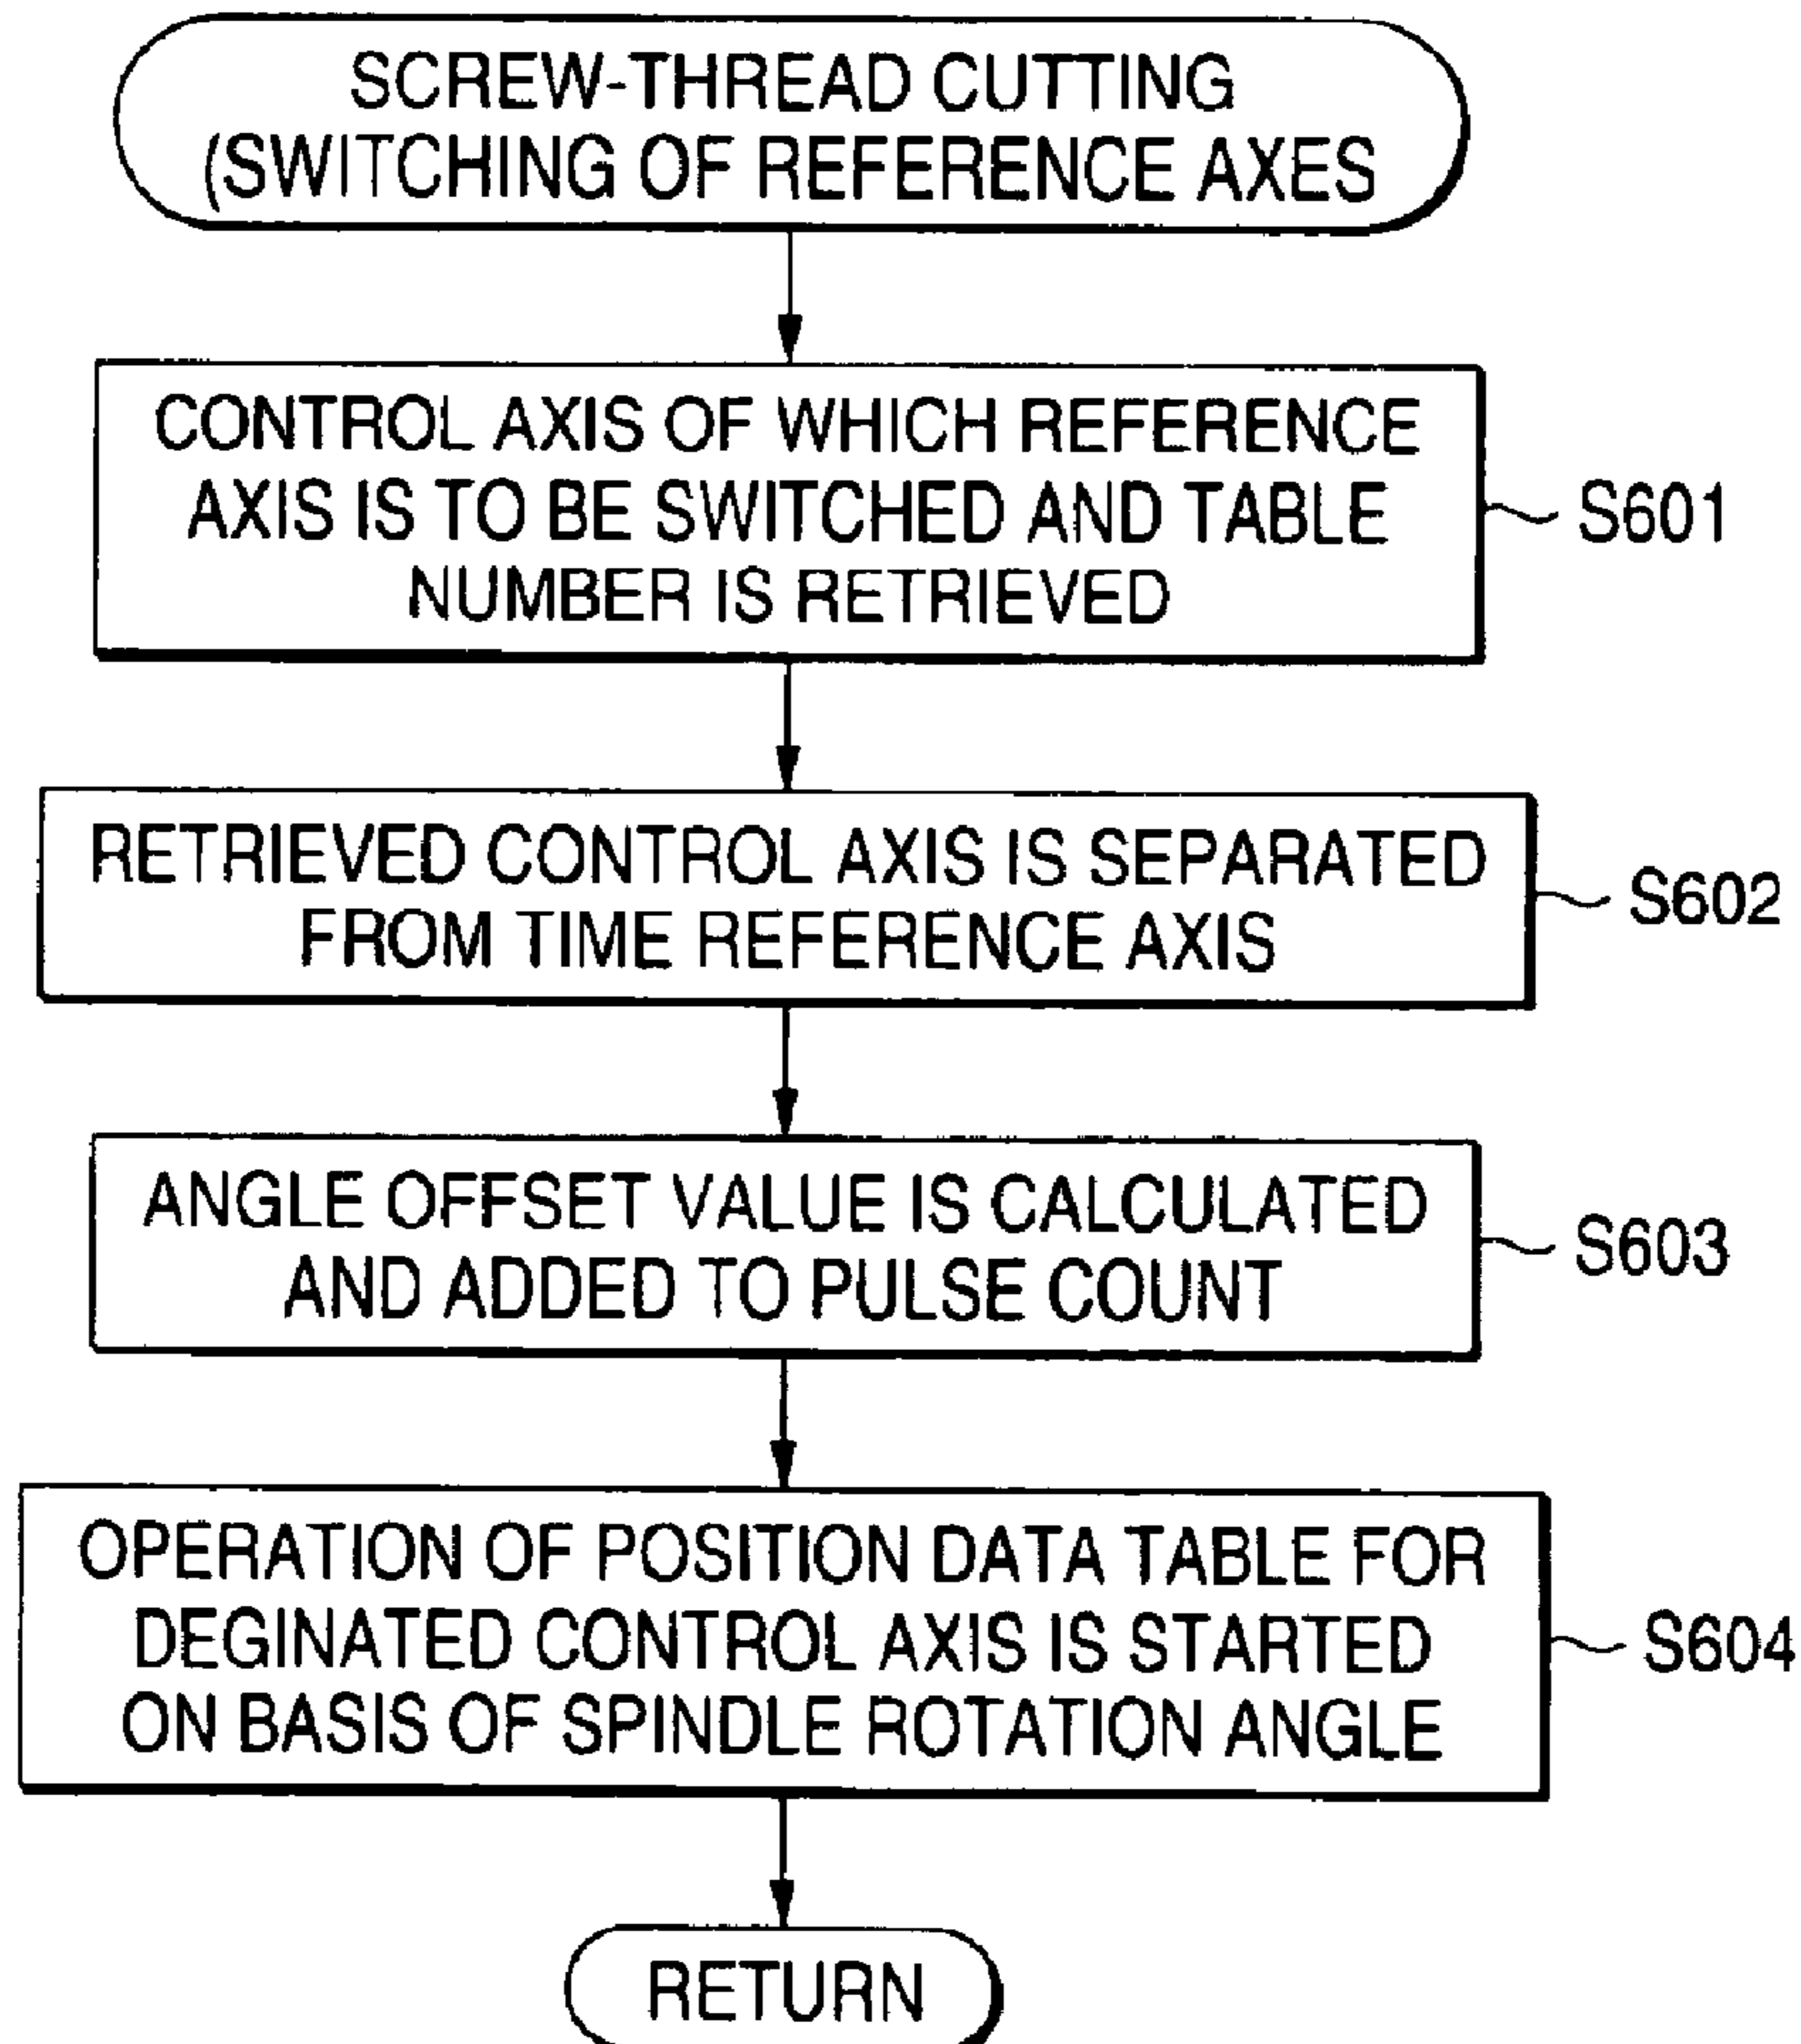 SCREW-THREAD CUTTING
(SWITCHING OF REFERENCE AXES
CONTROL AXIS OF WHICH REFERENCE
AXIS IS TO BE SWITCHED AND TABLE
NUMBER IS RETRIEVED
S601
RETRIEVED CONTROL AXIS IS SEPARATED
FROM TIME REFERENCE AXIS
S602
ANGLE OFFSET VALUE IS CALCULATED
AND ADDED TO PULSE COUNT
S603
OPERATION OF POSITION DATA TABLE FOR
DEGINATED CONTROL AXIS IS STARTED
ON BASIS OF SPINDLE ROTATION ANGLE
S604
RETURN